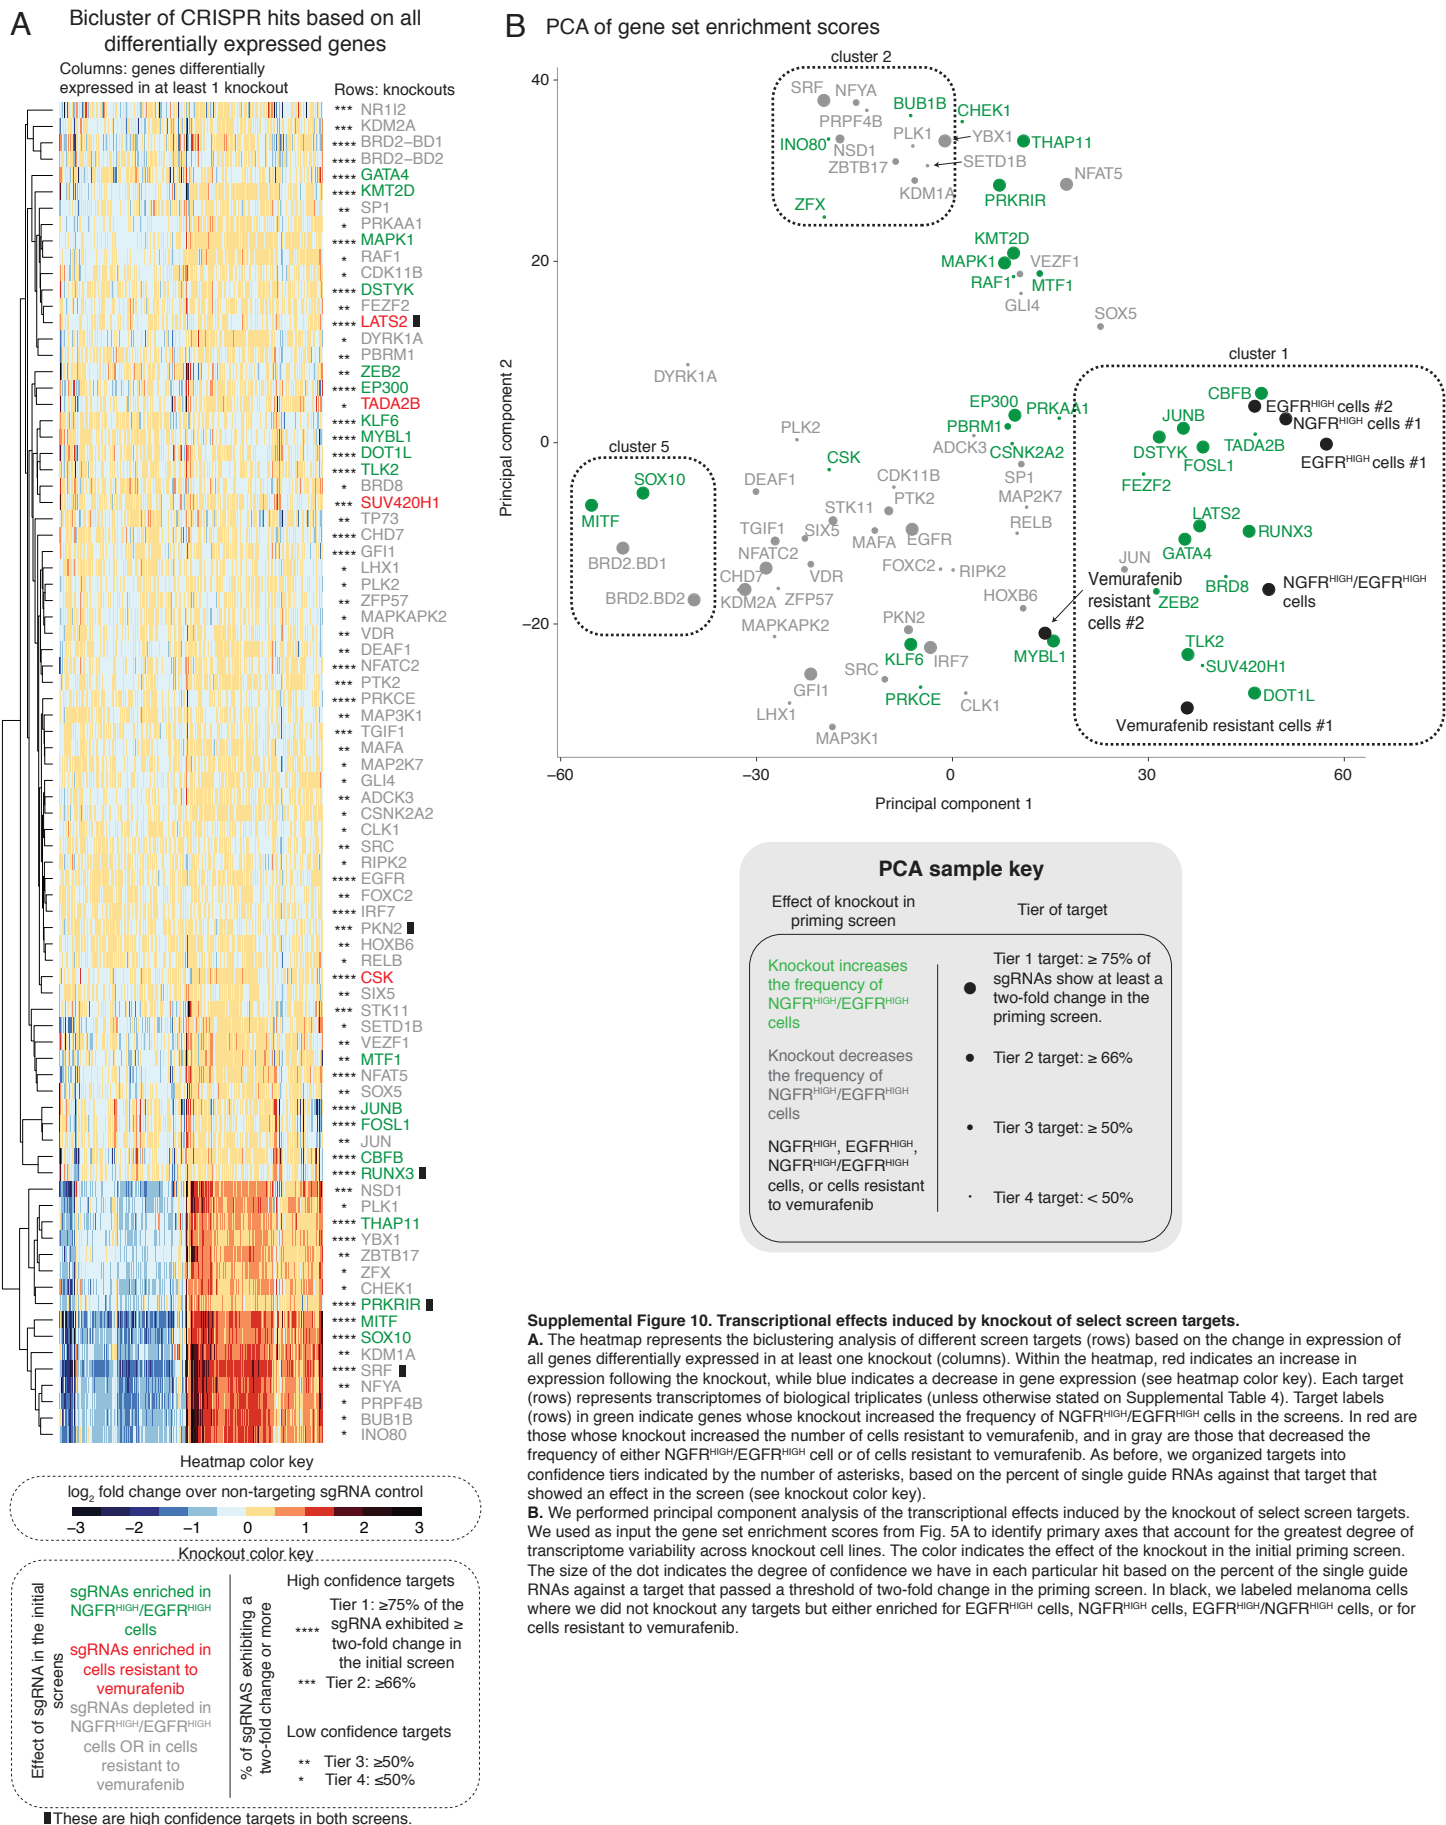 A
Bicluster of CRISPR hits based on all
differentially expressed genes
Columns: genes differentially
expressed in at least 1 knockout
Rows: knockouts
*** NR1I2
*** KDM2A
**** BRD2−BD1
**** BRD2−BD2
**** GATA4
**** KMT2D
** SP1
* PRKAA1
**** MAPK1
* RAF1
* CDK11B
**** DSTYK
** FEZF2
**** LATS2
* DYRK1A
** PBRM1
** ZEB2
**** EP300
* TADA2B
**** KLF6
**** MYBL1
**** DOT1L
**** TLK2
* BRD8
*** SUV420H1
** TP73
**** CHD7
**** GFI1
* LHX1
* PLK2
** ZFP57
* MAPKAPK2
** VDR
** DEAF1
**** NFATC2
*** PTK2
**** PRKCE
** MAP3K1
*** TGIF1
** MAFA
* MAP2K7
* GLI4
** ADCK3
* CSNK2A2
* CLK1
** SRC
* RIPK2
**** EGFR
** FOXC2
**** IRF7
*** PKN2
** HOXB6
* RELB
**** CSK
** SIX5
*** STK11
* SETD1B
** VEZF1
** MTF1
**** NFAT5
** SOX5
**** JUNB
**** FOSL1
** JUN
**** CBFB
**** RUNX3
*** NSD1
* PLK1
**** THAP11
**** YBX1
** ZBTB17
* ZFX
* CHEK1
**** PRKRIR
**** MITF
**** SOX10
** KDM1A
**** SRF
** NFYA
* PRPF4B
* BUB1B
* INO80
Heatmap color key
log2 fold change over non-targeting sgRNA control
−3 −2 −1 0 1 2 3
Knockout color key
Effect of sgRNA in the initial
screens
sgRNAs enriched in
NGFRHIGH/EGFRHIGH
cells
sgRNAs enriched in
cells resistant to
vemurafenib
sgRNAs depleted in
NGFRHIGH/EGFRHIGH
cells OR in cells
resistant to
vemurafenib
% of sgRNAS exhibiting a
two-fold change or more
High confidence targets
Tier 1: ≥75% of the
**** sgRNA exhibited ≥
two-fold change in
the initial screen
*** Tier 2: ≥66%
Low confidence targets
** Tier 3: ≥50%
* Tier 4: ≤50%
These are high confidence targets in both screens.
B
PCA of gene set enrichment scores
Principal component 2
40
20
0
−20
−60 −30 0 30 60
Principal component 1
cluster 2
SRF
NFYA
PRPF4B
BUB1B
CHEK1
INO80
NSD1
PLK1
YBX1
THAP11
ZBTB17
SETD1B
KDM1A
NFAT5
PRKRIR
ZFX
KMT2D
MAPK1
VEZF1
RAF1
MTF1
GLI4
SOX5
DYRK1A
cluster 1
CBFB
EGFRHIGH cells #2
NGFRHIGH cells #1
JUNB
TADA2B
DSTYK
FOSL1
EGFRHIGH cells #1
FEZF2
EP300
PRKAA1
PBRM1
ADCK3
CSNK2A2
PLK2
CSK
cluster 5
SOX10
MITF
BRD2.BD1
BRD2.BD2
DEAF1
CDK11B
SP1
PTK2
MAP2K7
STK11
RELB
TGIF1
SIX5
MAFA
EGFR
NFATC2
CHD7
VDR
FOXC2
RIPK2
KDM2A
ZFP57
HOXB6
MAPKAPK2
PKN2
LATS2
RUNX3
GATA4
JUN
BRD8
ZEB2
NGFRHIGH/EGFRHIGH
cells
Vemurafenib
resistant
cells #2
MYBL1
KLF6
IRF7
SRC
GFI1
PRKCE
CLK1
LHX1
MAP3K1
TLK2
SUV420H1
DOT1L
Vemurafenib resistant cells #1
PCA sample key
Effect of knockout in
priming screen
Tier of target
Knockout increases
the frequency of
NGFRHIGH/EGFRHIGH
cells
Knockout decreases
the frequency of
NGFRHIGH/EGFRHIGH
cells
NGFRHIGH, EGFRHIGH,
NGFRHIGH/EGFRHIGH
cells, or cells resistant
to vemurafenib
Tier 1 target: ≥ 75% of
sgRNAs show at least a
two-fold change in the
priming screen.
Tier 2 target: ≥ 66%
Tier 3 target: ≥ 50%
Tier 4 target: < 50%
Supplemental Figure 10. Transcriptional effects induced by knockout of select screen targets.
A. The heatmap represents the biclustering analysis of different screen targets (rows) based on the change in expression of
all genes differentially expressed in at least one knockout (columns). Within the heatmap, red indicates an increase in
expression following the knockout, while blue indicates a decrease in gene expression (see heatmap color key). Each target
(rows) represents transcriptomes of biological triplicates (unless otherwise stated on Supplemental Table 4). Target labels
(rows) in green indicate genes whose knockout increased the frequency of NGFRHIGH/EGFRHIGH cells in the screens. In red are
those whose knockout increased the number of cells resistant to vemurafenib, and in gray are those that decreased the
frequency of either NGFRHIGH/EGFRHIGH cell or of cells resistant to vemurafenib. As before, we organized targets into
confidence tiers indicated by the number of asterisks, based on the percent of single guide RNAs against that target that
showed an effect in the screen (see knockout color key).
B. We performed principal component analysis of the transcriptional effects induced by the knockout of select screen targets.
We used as input the gene set enrichment scores from Fig. 5A to identify primary axes that account for the greatest degree of
transcriptome variability across knockout cell lines. The color indicates the effect of the knockout in the initial priming screen.
The size of the dot indicates the degree of confidence we have in each particular hit based on the percent of the single guide
RNAs against a target that passed a threshold of two-fold change in the priming screen. In black, we labeled melanoma cells
where we did not knockout any targets but either enriched for EGFRHIGH cells, NGFRHIGH cells, EGFRHIGH/NGFRHIGH cells, or for
cells resistant to vemurafenib.